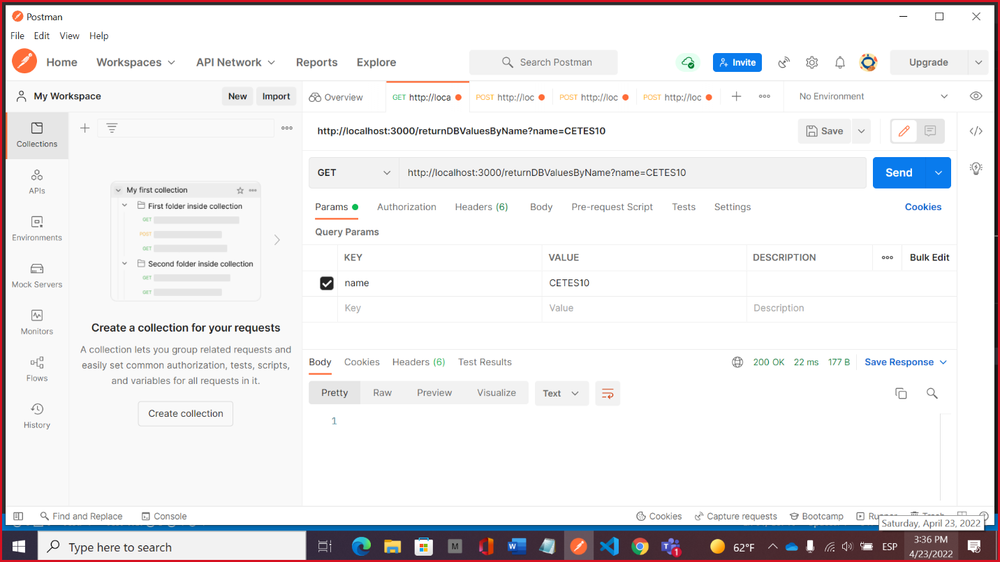 Postman
File Edit View Help
Home Workspaces API Network Reports Explore Search Postman Invite Upgrade
My Workspace New Import Overview GET http://loca POST http://loc POST http://loc POST http://loc No Environment
Collections
APIs
Environments
Mock Servers
Monitors
Flows
History
My first collection
First folder inside collection
GET
POST
GET
Second folder inside collection
GET
GET
Create a collection for your requests
A collection lets you group related requests and
easily set common authorization, tests, scripts,
and variables for all requests in it.
Create collection
http://localhost:3000/returnDBValuesByName?name=CETES10 Save
GET http://localhost:3000/returnDBValuesByName?name=CETES10 Send
Params Authorization Headers (6) Body Pre-request Script Tests Settings Cookies
Query Params
KEY VALUE DESCRIPTION Bulk Edit
name CETES10
Key Value Description
Body Cookies Headers (6) Test Results 200 OK 22 ms 177 B Save Response
Pretty Raw Preview Visualize Text
1
Find and Replace Console Cookies Capture requests Bootcamp
Saturday, April 23, 2022
Type here to search M W 1 62°F ESP 3:36 PM
4/23/2022